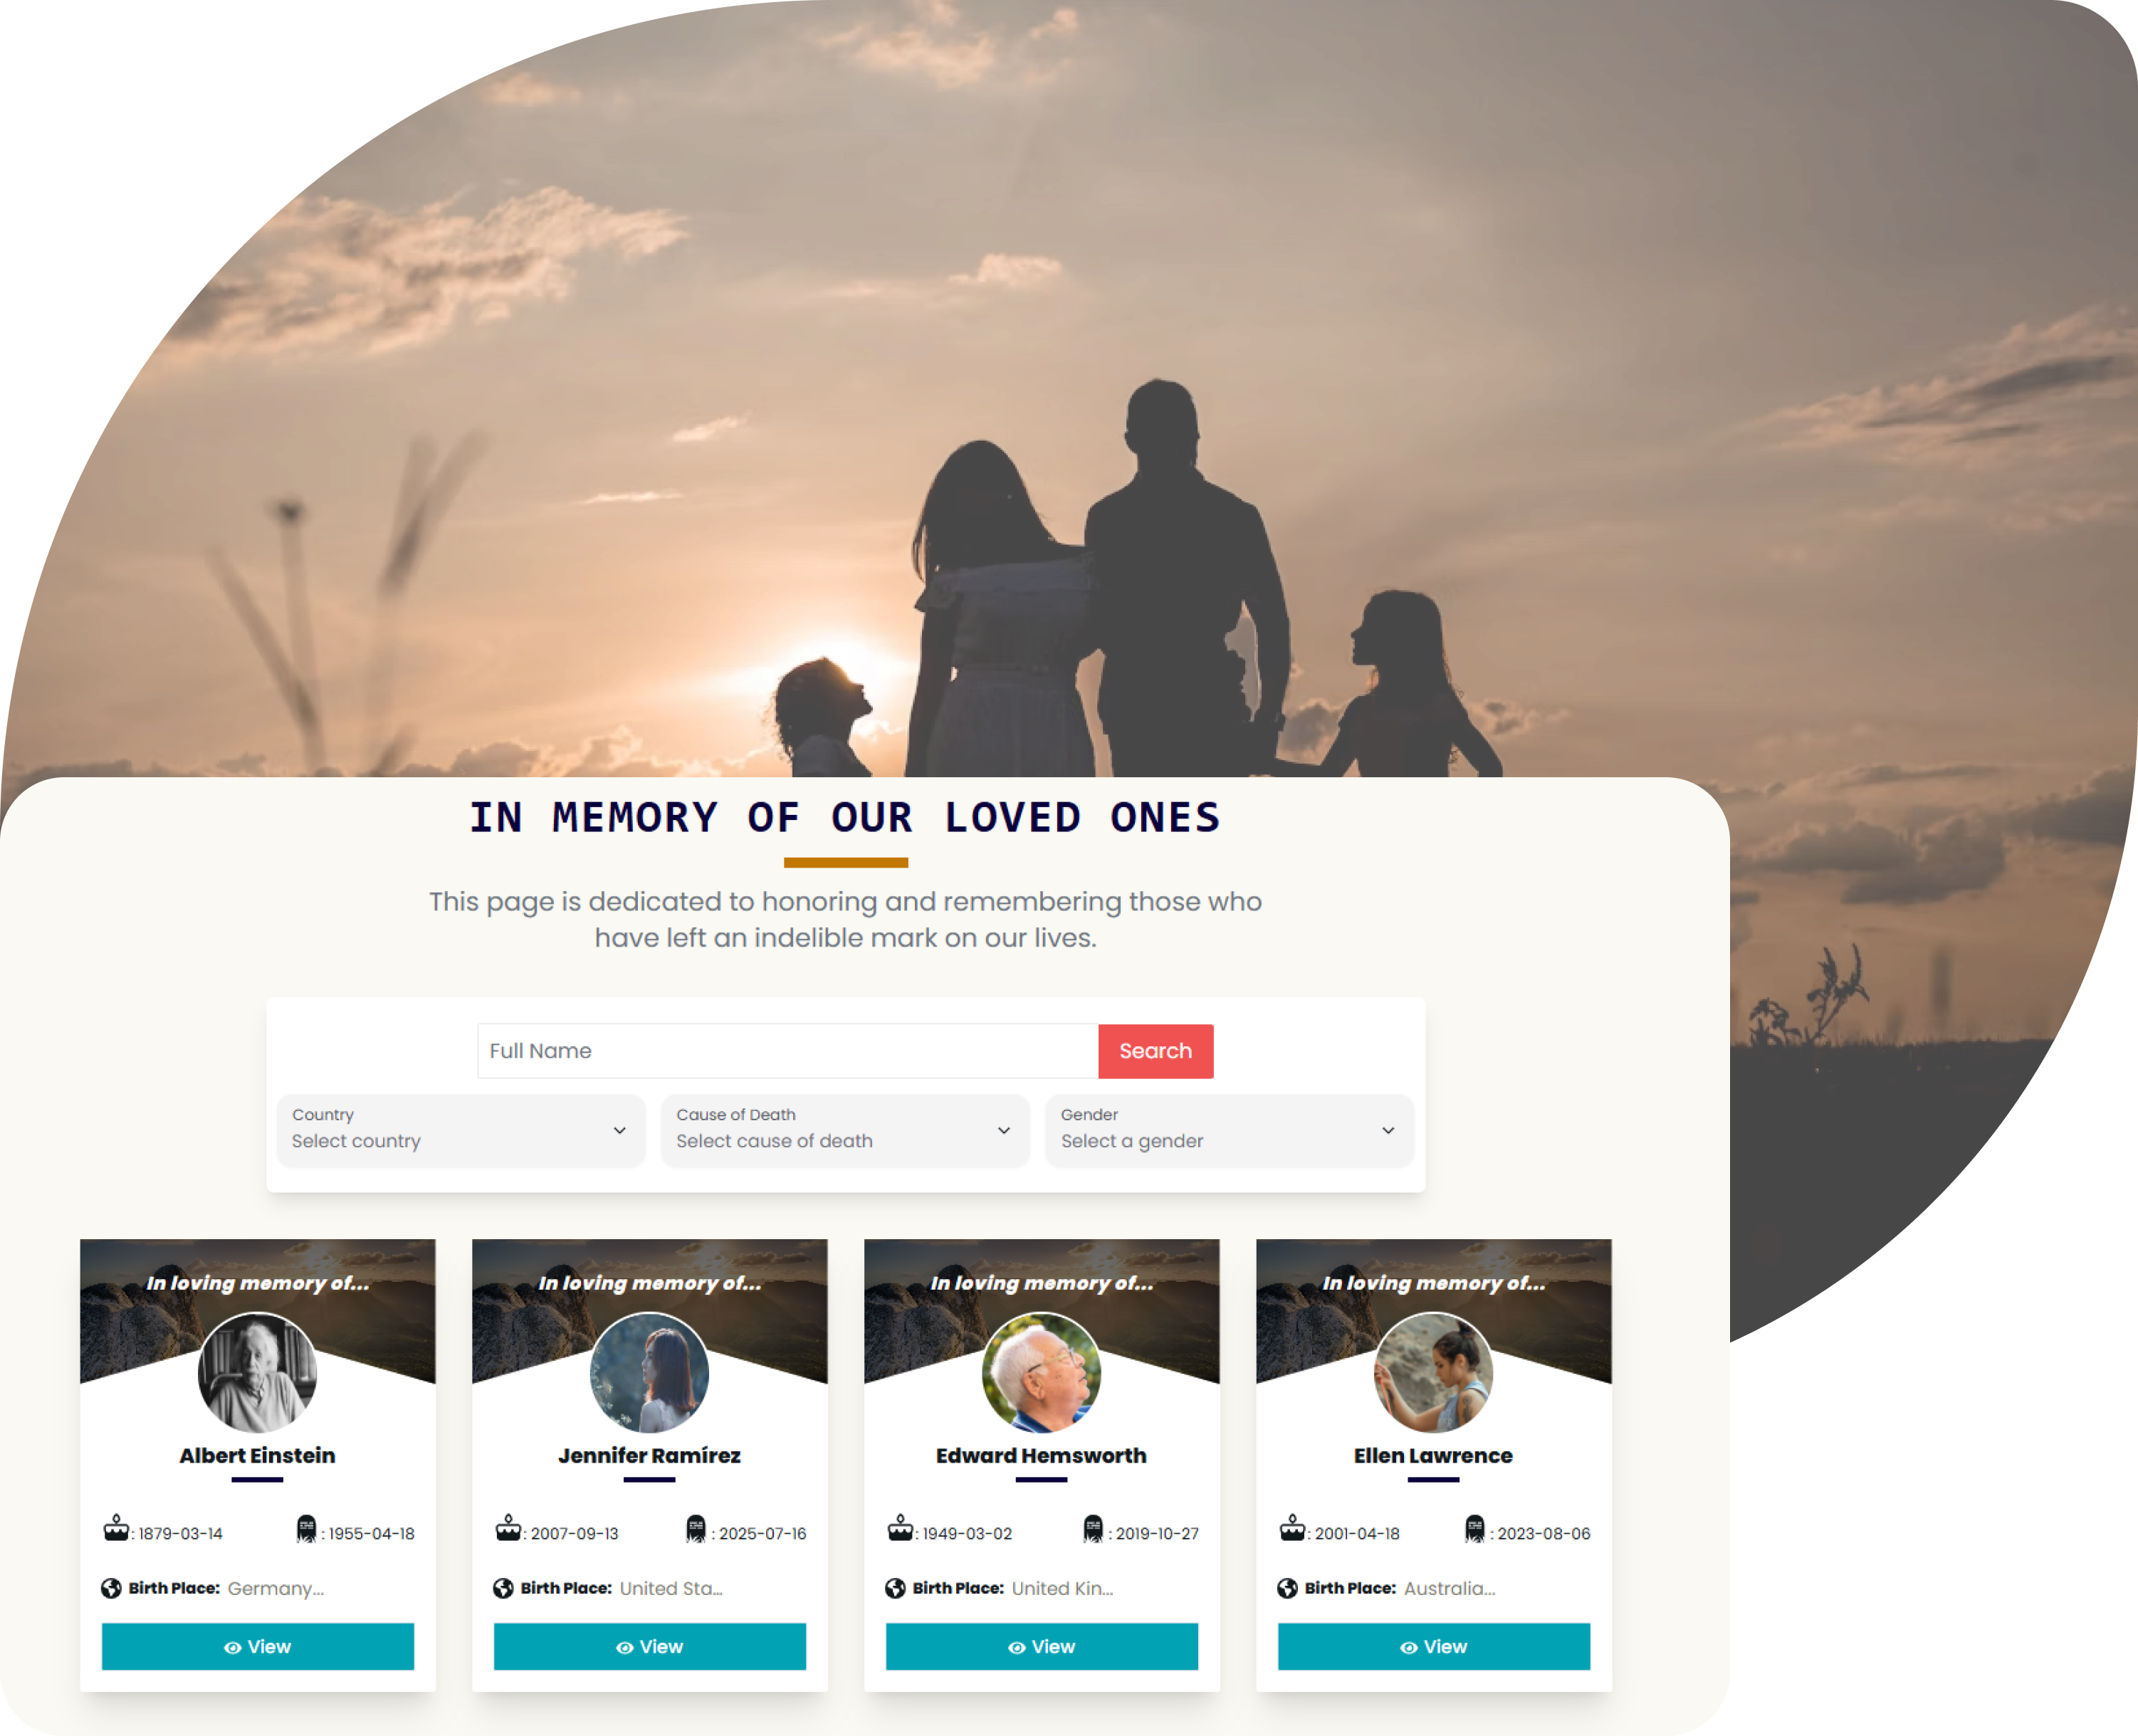 IN MEMORY OF OUR LOVED ONES
This page is dedicated to honoring and remembering those who
have left an indelible mark on our lives.
Full Name
Search
Country
Select country
Cause of Death
Select cause of death
Gender
Select a gender
In loving memory of...
Albert Einstein
: 1879-03-14
: 1955-04-18
Birth Place: Germany...
View
In loving memory of...
Jennifer Ramírez
: 2007-09-13
: 2025-07-16
Birth Place: United Sta...
View
In loving memory of...
Edward Hemsworth
: 1949-03-02
: 2019-10-27
Birth Place: United Kin...
View
In loving memory of...
Ellen Lawrence
: 2001-04-18
: 2023-08-06
Birth Place: Australia...
View